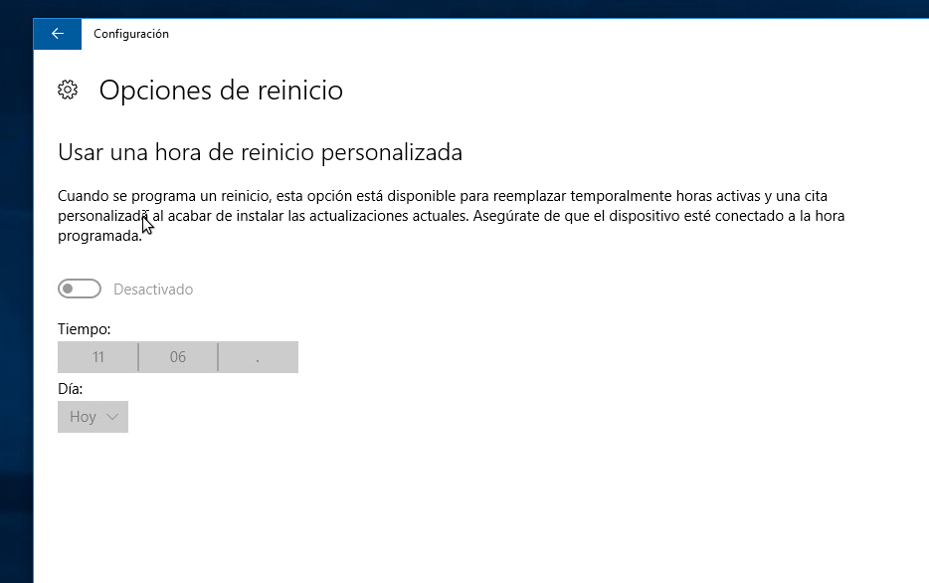 Configuración
Opciones de reinicio
Usar una hora de reinicio personalizada
Cuando se programa un reinicio, esta opción está disponible para reemplazar temporalmente horas activas y una cita
personalizada al acabar de instalar las actualizaciones actuales. Asegúrate de que el dispositivo esté conectado a la hora
programada.
Desactivado
Tiempo:
11 06 .
Día:
Hoy